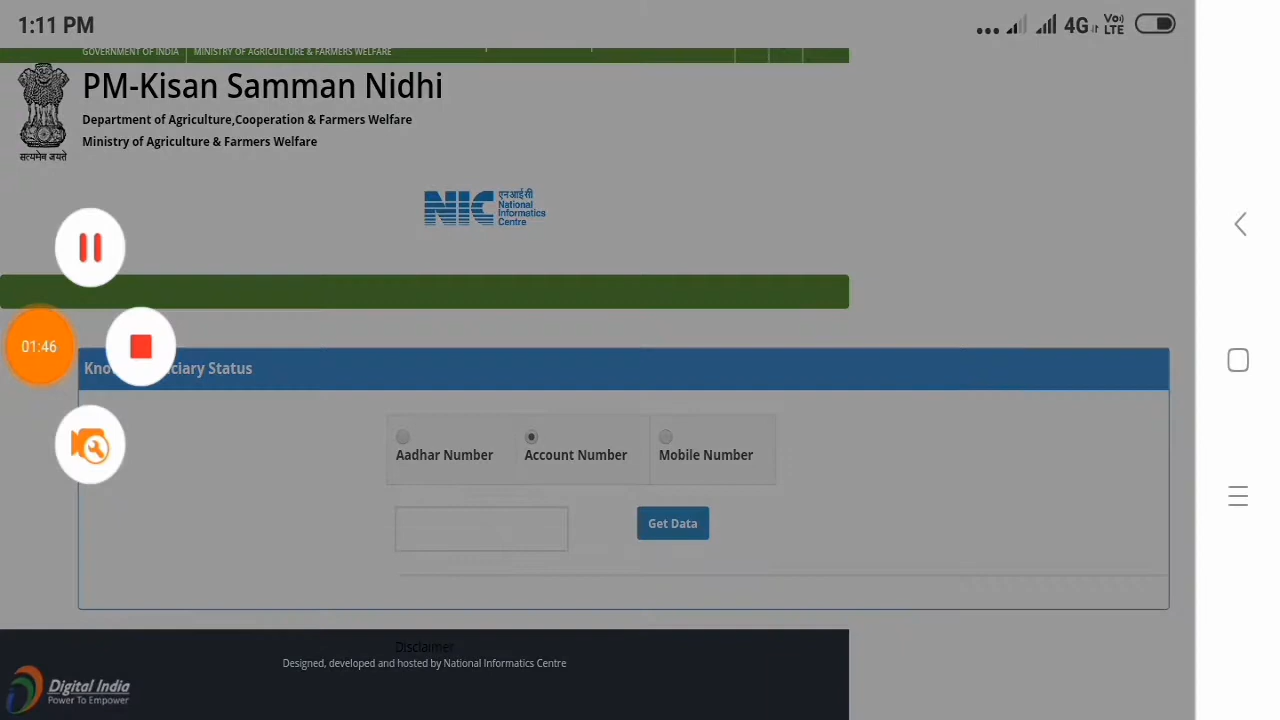 1:11 PM
4G Vo) LTE
GOVERNMENT OF INDIA MINISTRY OF AGRICULTURE & FARMERS WELFARE
PM-Kisan Samman Nidhi
Department of Agriculture,Cooperation & Farmers Welfare
Ministry of Agriculture & Farmers Welfare
सत्यमेव जयते
NIC एनआईसी
National
Informatics
Centre
01:46
Status
Aadhar Number Account Number Mobile Number
Get Data
Disclaimer
Designed, developed and hosted by National Informatics Centre
Digital India
Power To Empower